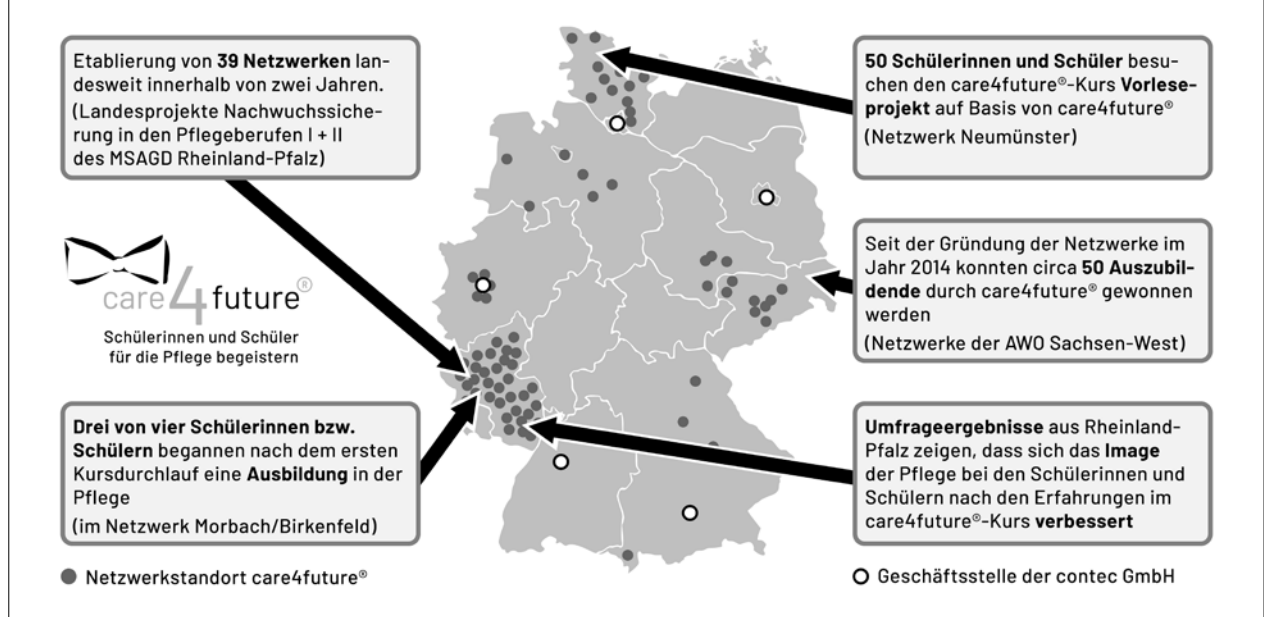 Etablierung von 39 Netzwerken lan-
desweit innerhalb von zwei Jahren.
(Landesprojekte Nachwuchssiche-
rung in den Pflegeberufen I + II
des MSAGD Rheinland-Pfalz)
care4future®
Schülerinnen und Schüler
für die Pflege begeistern
Drei von vier Schülerinnen bzw.
Schülern begannen nach dem ersten
Kursdurchlauf eine Ausbildung in der
Pflege
(im Netzwerk Morbach/Birkenfeld)
Netzwerkstandort care4future®
50 Schülerinnen und Schüler besu-
chen den care4future®-Kurs Vorlese-
projekt auf Basis von care4future®
(Netzwerk Neumünster)
Seit der Gründung der Netzwerke im
Jahr 2014 konnten circa 50 Auszubil-
dende durch care4future® gewonnen
werden
(Netzwerke der AWO Sachsen-West)
Umfrageergebnisse aus Rheinland-
Pfalz zeigen, dass sich das Image
der Pflege bei den Schülerinnen und
Schülern nach den Erfahrungen im
care4future®-Kurs verbessert
Geschäftsstelle der contec GmbH